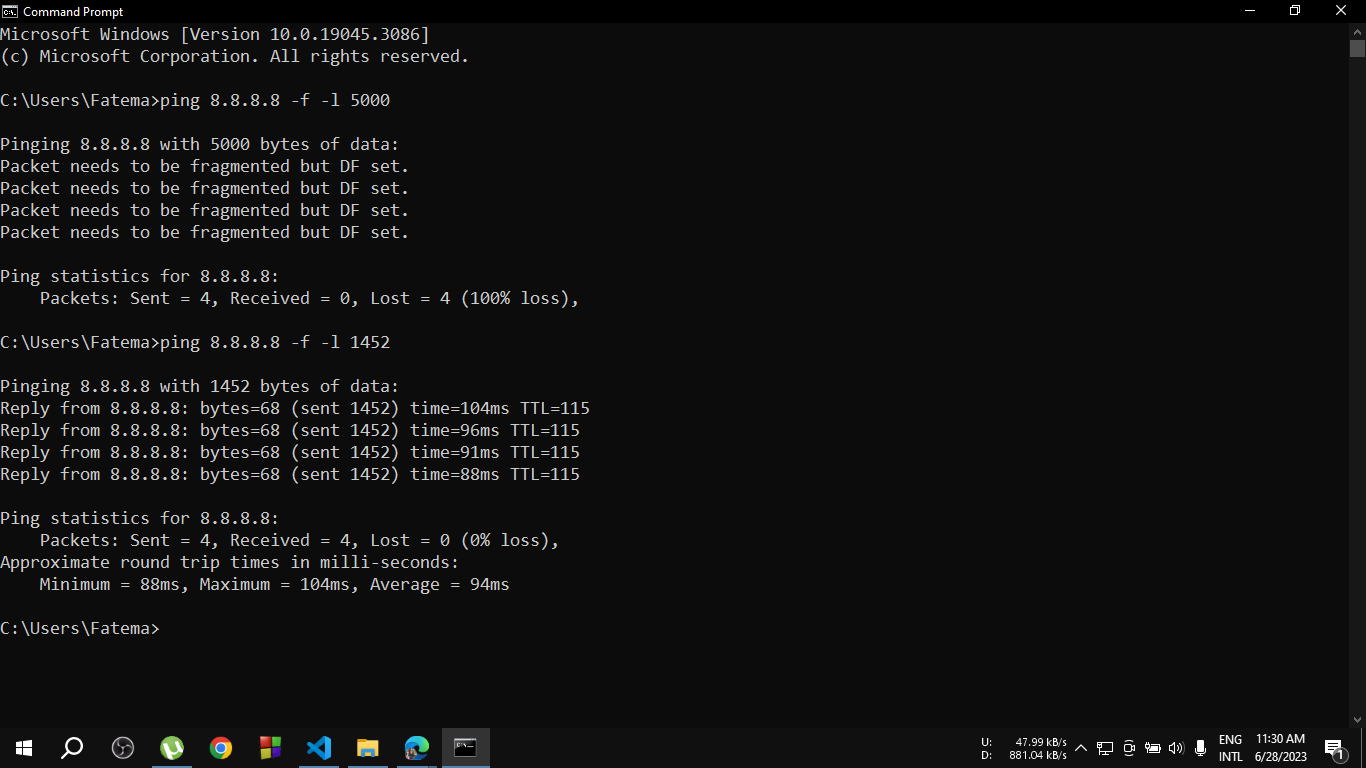 Command Prompt
Microsoft Windows [Version 10.0.19045.3086]
(c) Microsoft Corporation. All rights reserved.
C:\Users\Fatema>ping 8.8.8.8 -f -l 5000
Pinging 8.8.8.8 with 5000 bytes of data:
Packet needs to be fragmented but DF set.
Packet needs to be fragmented but DF set.
Packet needs to be fragmented but DF set.
Packet needs to be fragmented but DF set.
Ping statistics for 8.8.8.8:
    Packets: Sent = 4, Received = 0, Lost = 4 (100% loss),
C:\Users\Fatema>ping 8.8.8.8 -f -l 1452
Pinging 8.8.8.8 with 1452 bytes of data:
Reply from 8.8.8.8: bytes=68 (sent 1452) time=104ms TTL=115
Reply from 8.8.8.8: bytes=68 (sent 1452) time=96ms TTL=115
Reply from 8.8.8.8: bytes=68 (sent 1452) time=91ms TTL=115
Reply from 8.8.8.8: bytes=68 (sent 1452) time=88ms TTL=115
Ping statistics for 8.8.8.8:
    Packets: Sent = 4, Received = 4, Lost = 0 (0% loss),
Approximate round trip times in milli-seconds:
    Minimum = 88ms, Maximum = 104ms, Average = 94ms
C:\Users\Fatema>
U: 47.99 kB/s
D: 881.04 kB/s
ENG
INTL
11:30 AM
6/28/2023
1